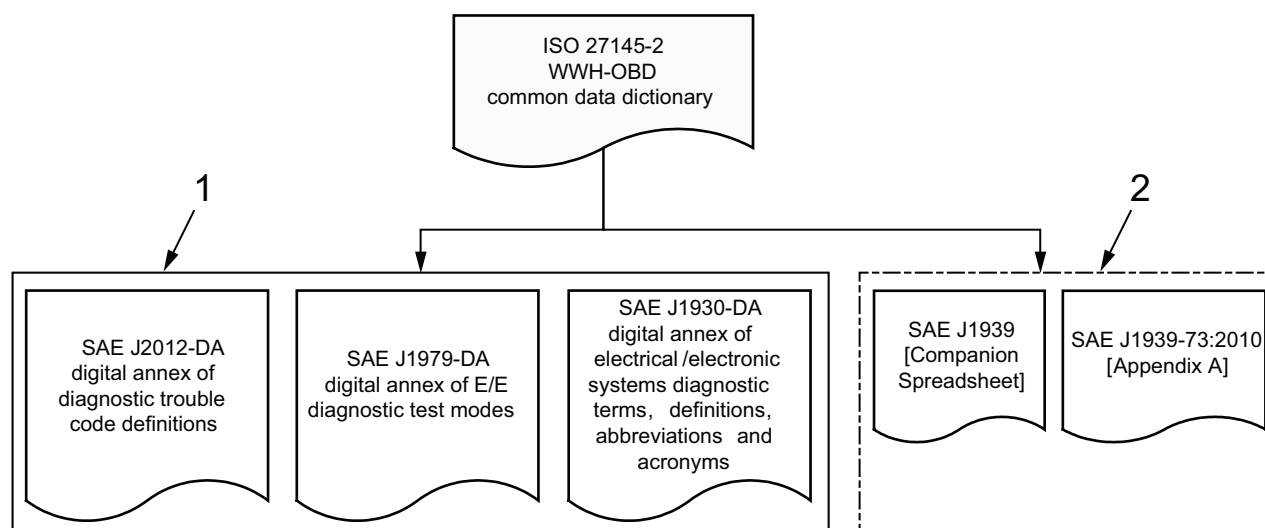 ISO 27145-2
WWH-OBD
common data dictionary
1
2
SAE J2012-DA
digital annex of
diagnostic trouble
code definitions
SAE J1979-DA
digital annex of E/E
diagnostic test modes
SAE J1930-DA
digital annex of
electrical/electronic
systems diagnostic
terms, definitions,
abbreviations and
acronyms
SAE J1939
[Companion
Spreadsheet]
SAE J1939-73:2010
[Appendix A]